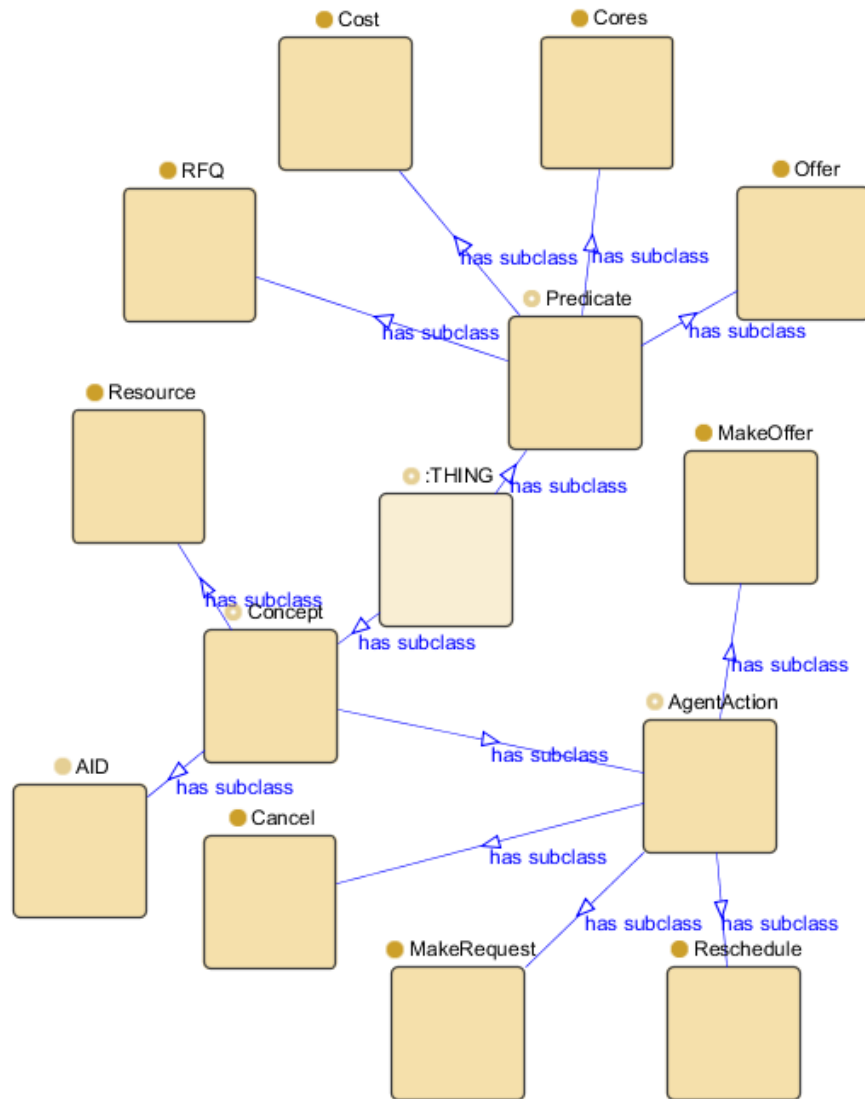 Cost
Cores
RFQ
Offer
has subclass
has subclass
Predicate
has subclass
has subclass
Resource
MakeOffer
:THING
has subclass
has subclass
Concept
has subclass
has subclass
AgentAction
has subclass
AID
has subclass
Cancel
has subclass
has subclass
has subclass
MakeRequest
Reschedule